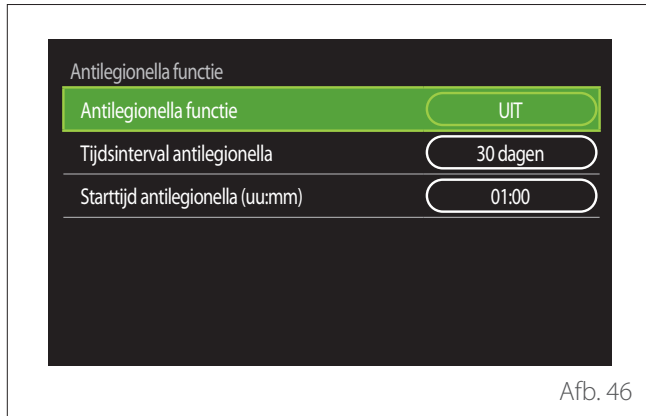 Antilegionella functie
Antilegionella functie UIT
Tijdsinterval antilegionella 30 dagen
Starttijd antilegionella (uu:mm) 01:00
Afb. 46